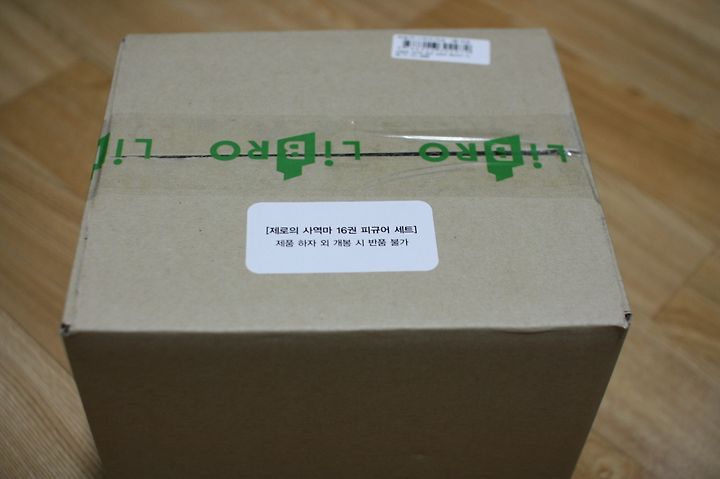 LiBRO LiBRO Li
[제로의 사역마 16권 피규어 세트]
제품 하자 외 개봉 시 반품 불가